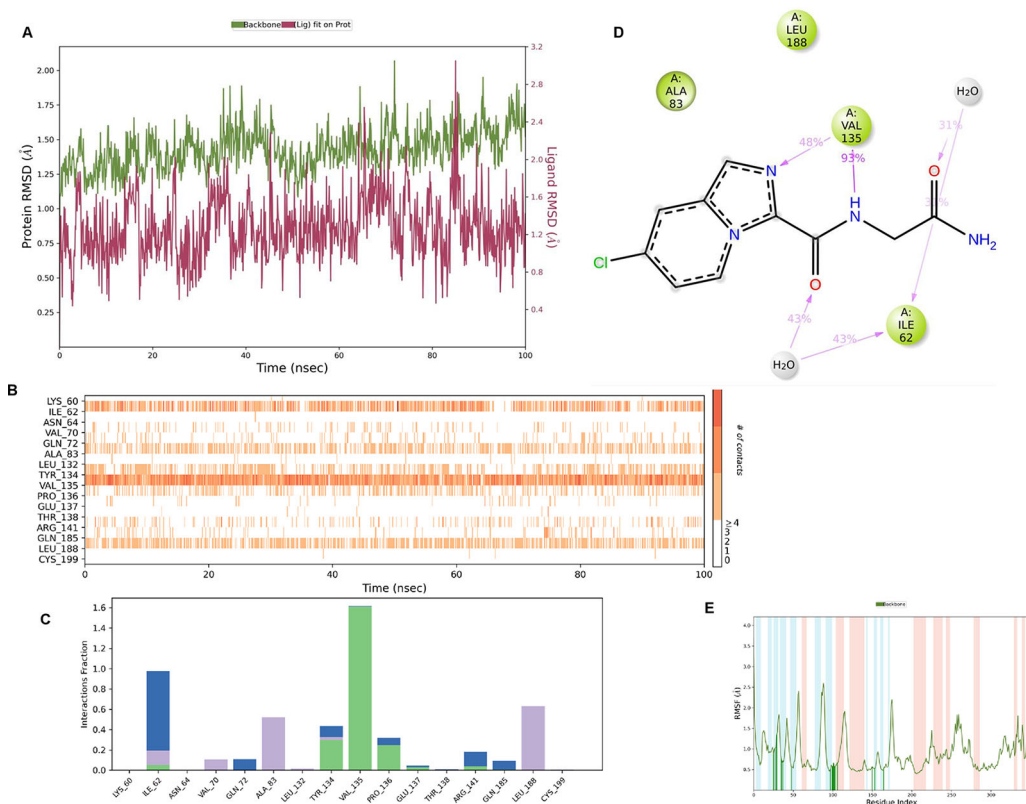 A
Backbone (Lig) fit on Prot
Protein RMSD (Å)
2.00
1.75
1.50
1.25
1.00
0.75
0.50
0.25
3.2
2.8
2.4
2.0
1.6
1.2
0.8
0.4
Ligand RMSD (Å)
0 20 40 60 80 100
Time (nsec)
D
A:
LEU
188
A:
ALA
83
A:
VAL
135
H₂O
31%
48%
93%
N
O
H
N
N
NH₂
Cl
O
43%
43%
A:
ILE
62
H₂O
B
LYS_60
ILE_62
ASN_64
VAL_70
GLN_72
ALA_83
LEU_132
TYR_134
VAL_135
PRO_136
GLU_137
THR_138
ARG_141
GLN_185
LEU_188
CYS_199
0 20 40 60 80 100
Time (nsec)
# of contacts
≥4
3
2
1
0
C
Interactions Fraction
1.6
1.4
1.2
1.0
0.8
0.6
0.4
0.2
0.0
LYS_60 ILE_62 ASN_64 VAL_70 GLN_72 ALA_83 LEU_132 TYR_134 VAL_135 PRO_136 GLU_137 THR_138 ARG_141 GLN_185 LEU_188 CYS_199
E
Backbone
RMSF (Å)
4.0
3.5
3.0
2.5
2.0
1.5
1.0
0.5
0 50 100 150 200 250 300
Residue Index